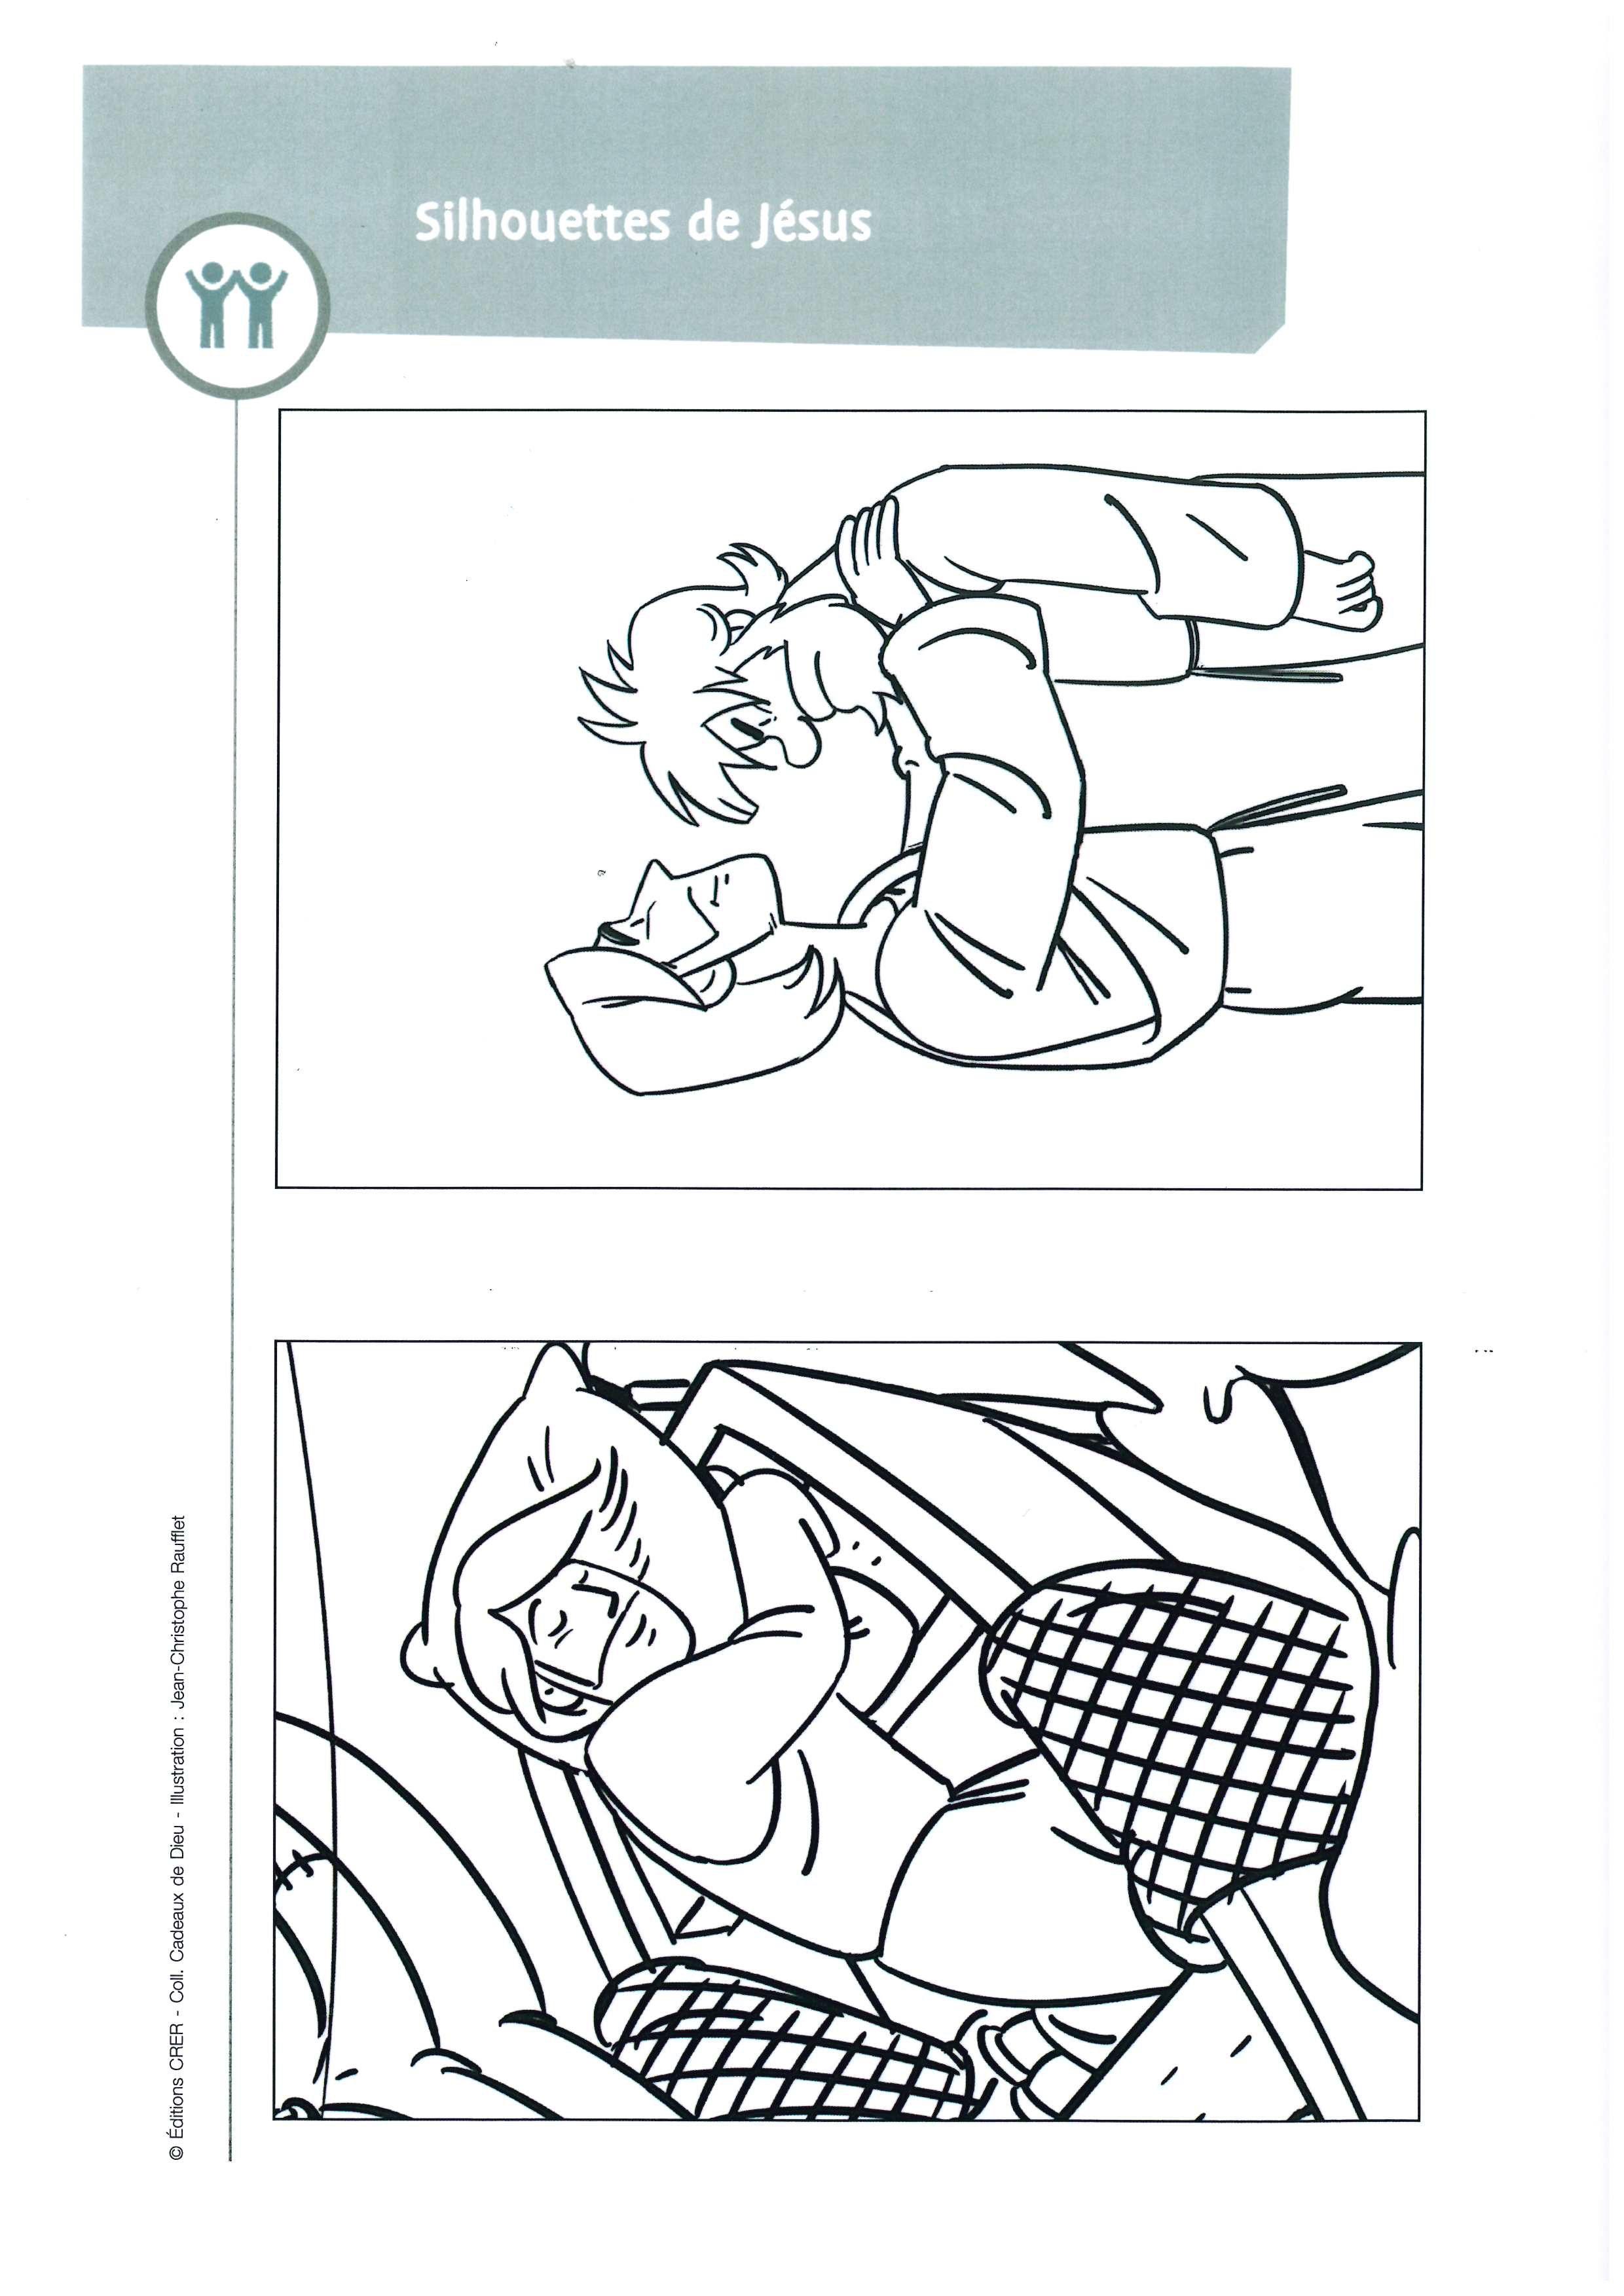 Silhouettes de Jésus
© Éditions CRER - Coll. Cadeaux de Dieu - Illustration : Jean-Christophe Raufflet